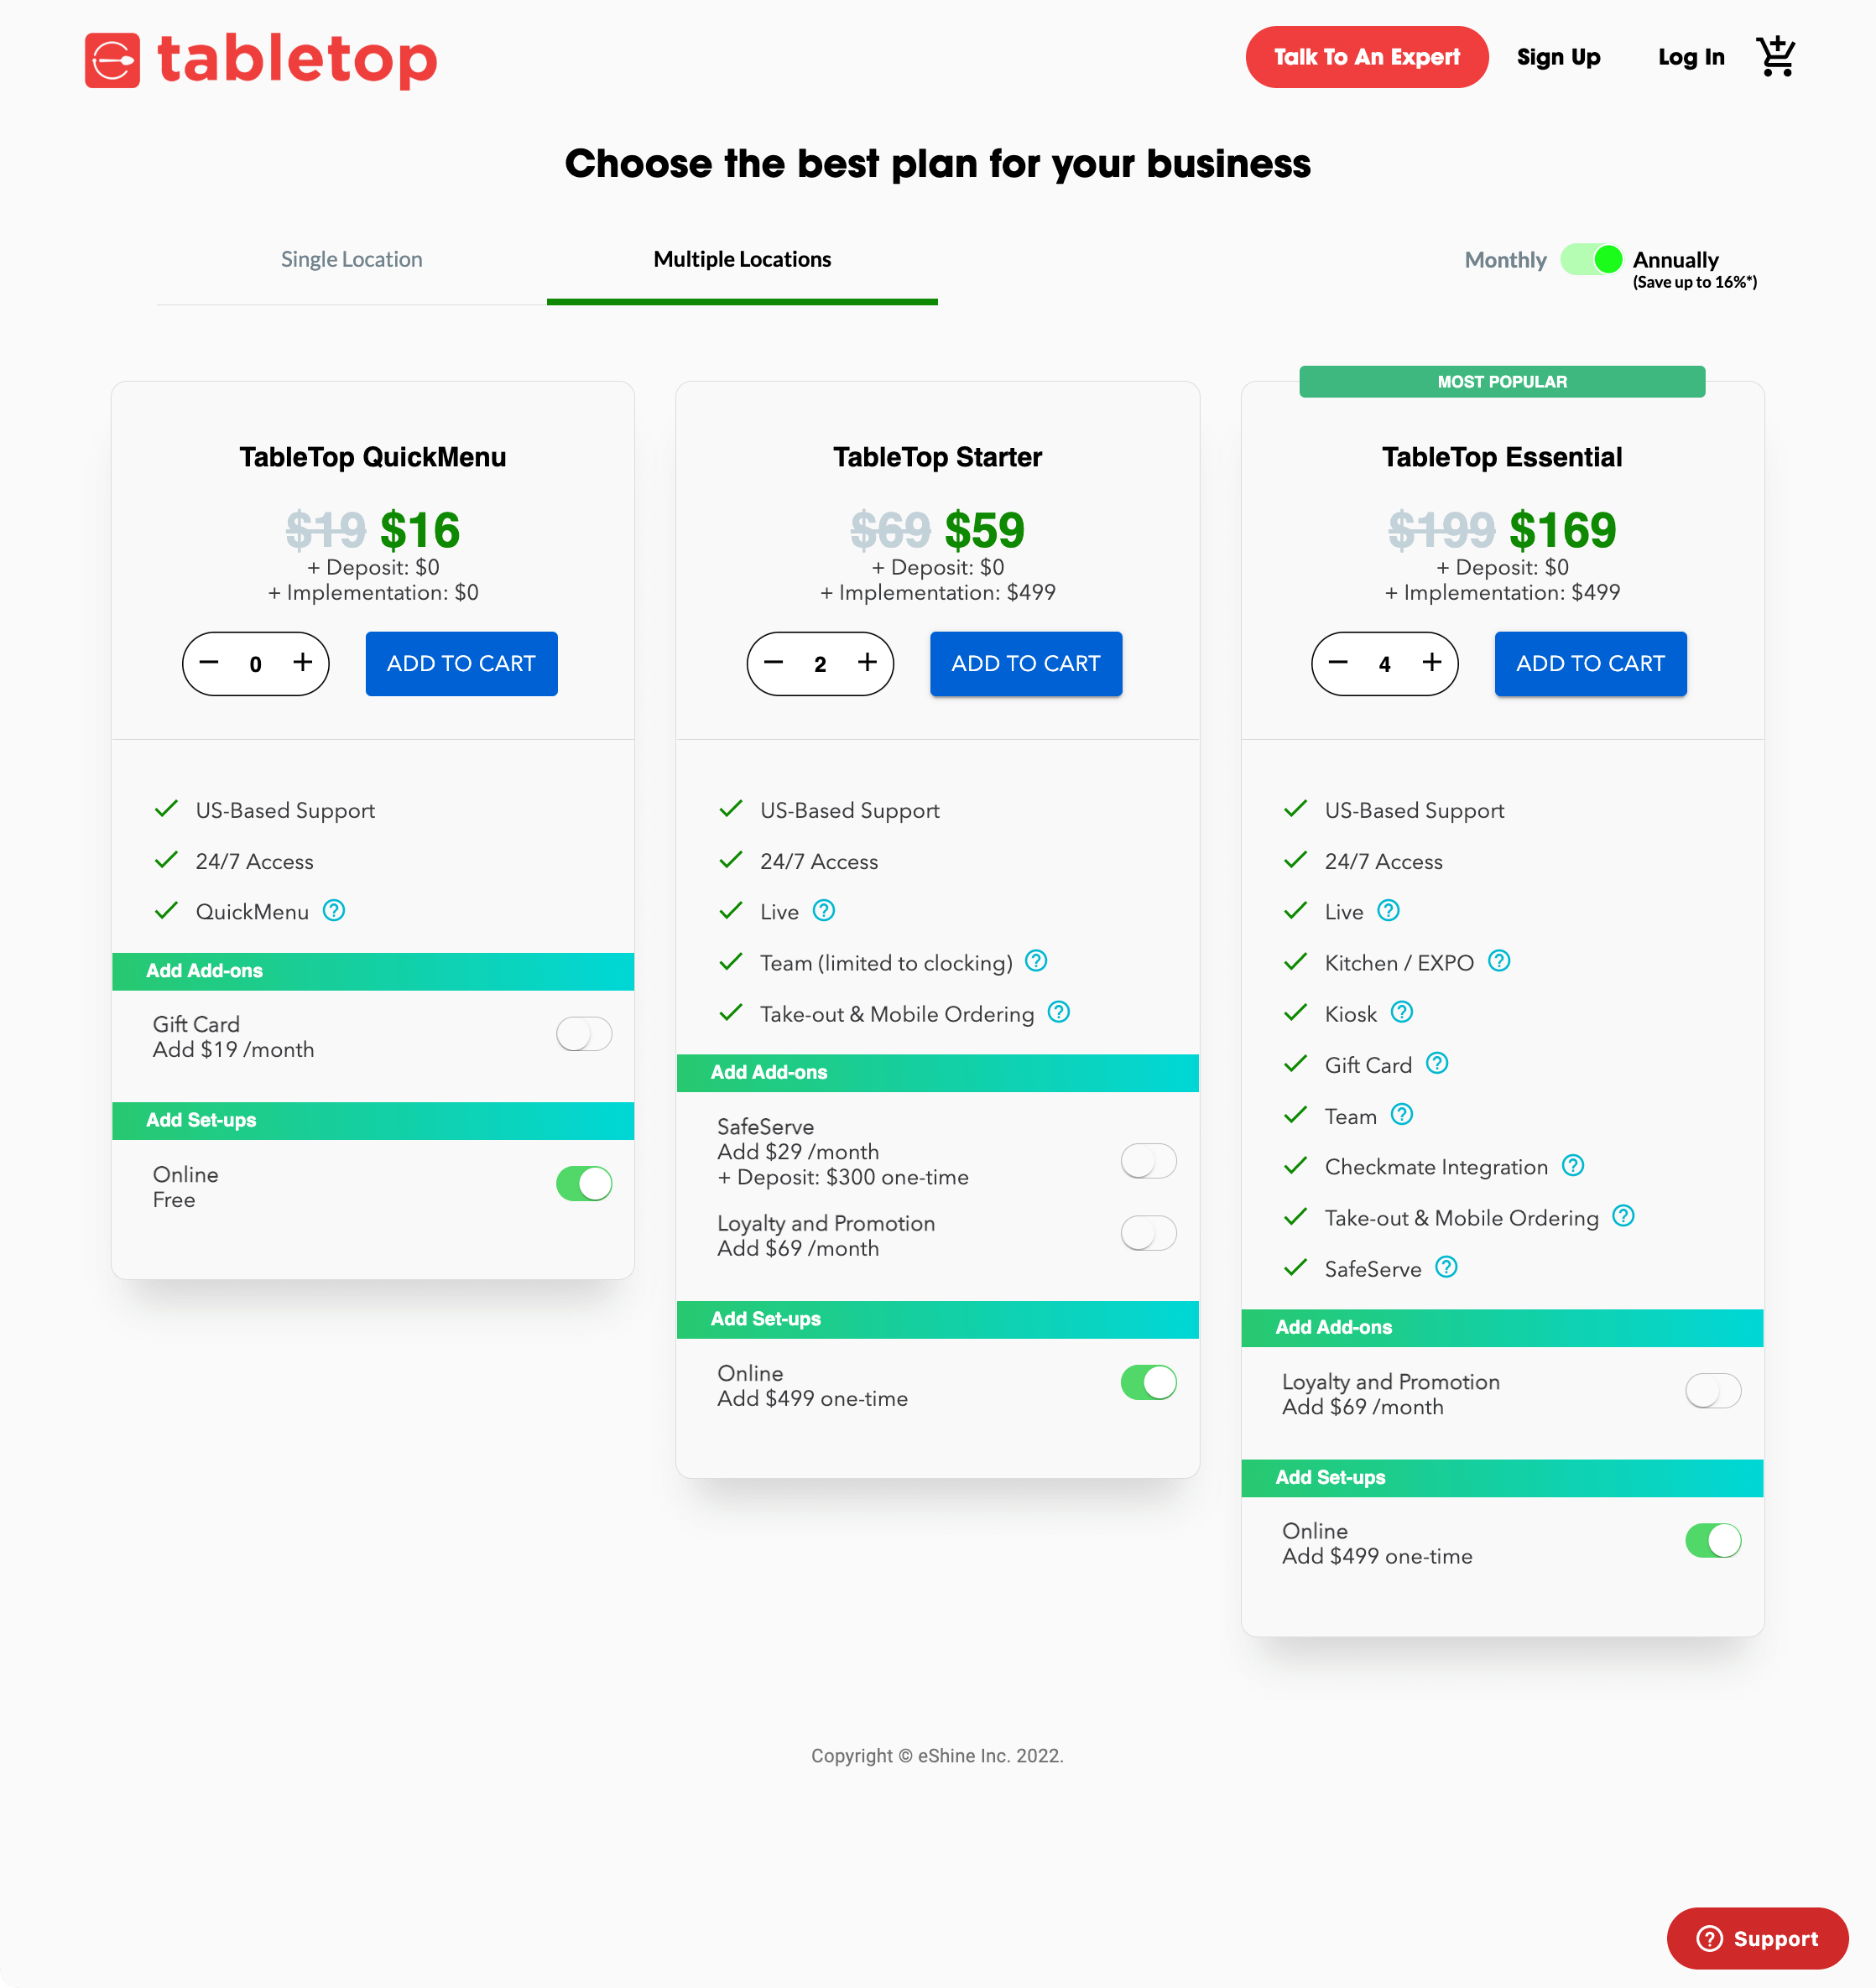 tabletop
Talk To An Expert
Sign Up
Log In
Choose the best plan for your business
Single Location
Multiple Locations
Monthly
Annually
(Save up to 16%*)
TableTop QuickMenu
$19 $16
+ Deposit: $0
+ Implementation: $0
− 0 +
ADD TO CART
US-Based Support
24/7 Access
QuickMenu ?
Add Add-ons
Gift Card
Add $19 /month
Add Set-ups
Online
Free
TableTop Starter
$69 $59
+ Deposit: $0
+ Implementation: $499
− 2 +
ADD TO CART
US-Based Support
24/7 Access
Live ?
Team (limited to clocking) ?
Take-out & Mobile Ordering ?
Add Add-ons
SafeServe
Add $29 /month
+ Deposit: $300 one-time
Loyalty and Promotion
Add $69 /month
Add Set-ups
Online
Add $499 one-time
MOST POPULAR
TableTop Essential
$199 $169
+ Deposit: $0
+ Implementation: $499
− 4 +
ADD TO CART
US-Based Support
24/7 Access
Live ?
Kitchen / EXPO ?
Kiosk ?
Gift Card ?
Team ?
Checkmate Integration ?
Take-out & Mobile Ordering ?
SafeServe ?
Add Add-ons
Loyalty and Promotion
Add $69 /month
Add Set-ups
Online
Add $499 one-time
Copyright © eShine Inc. 2022.
? Support